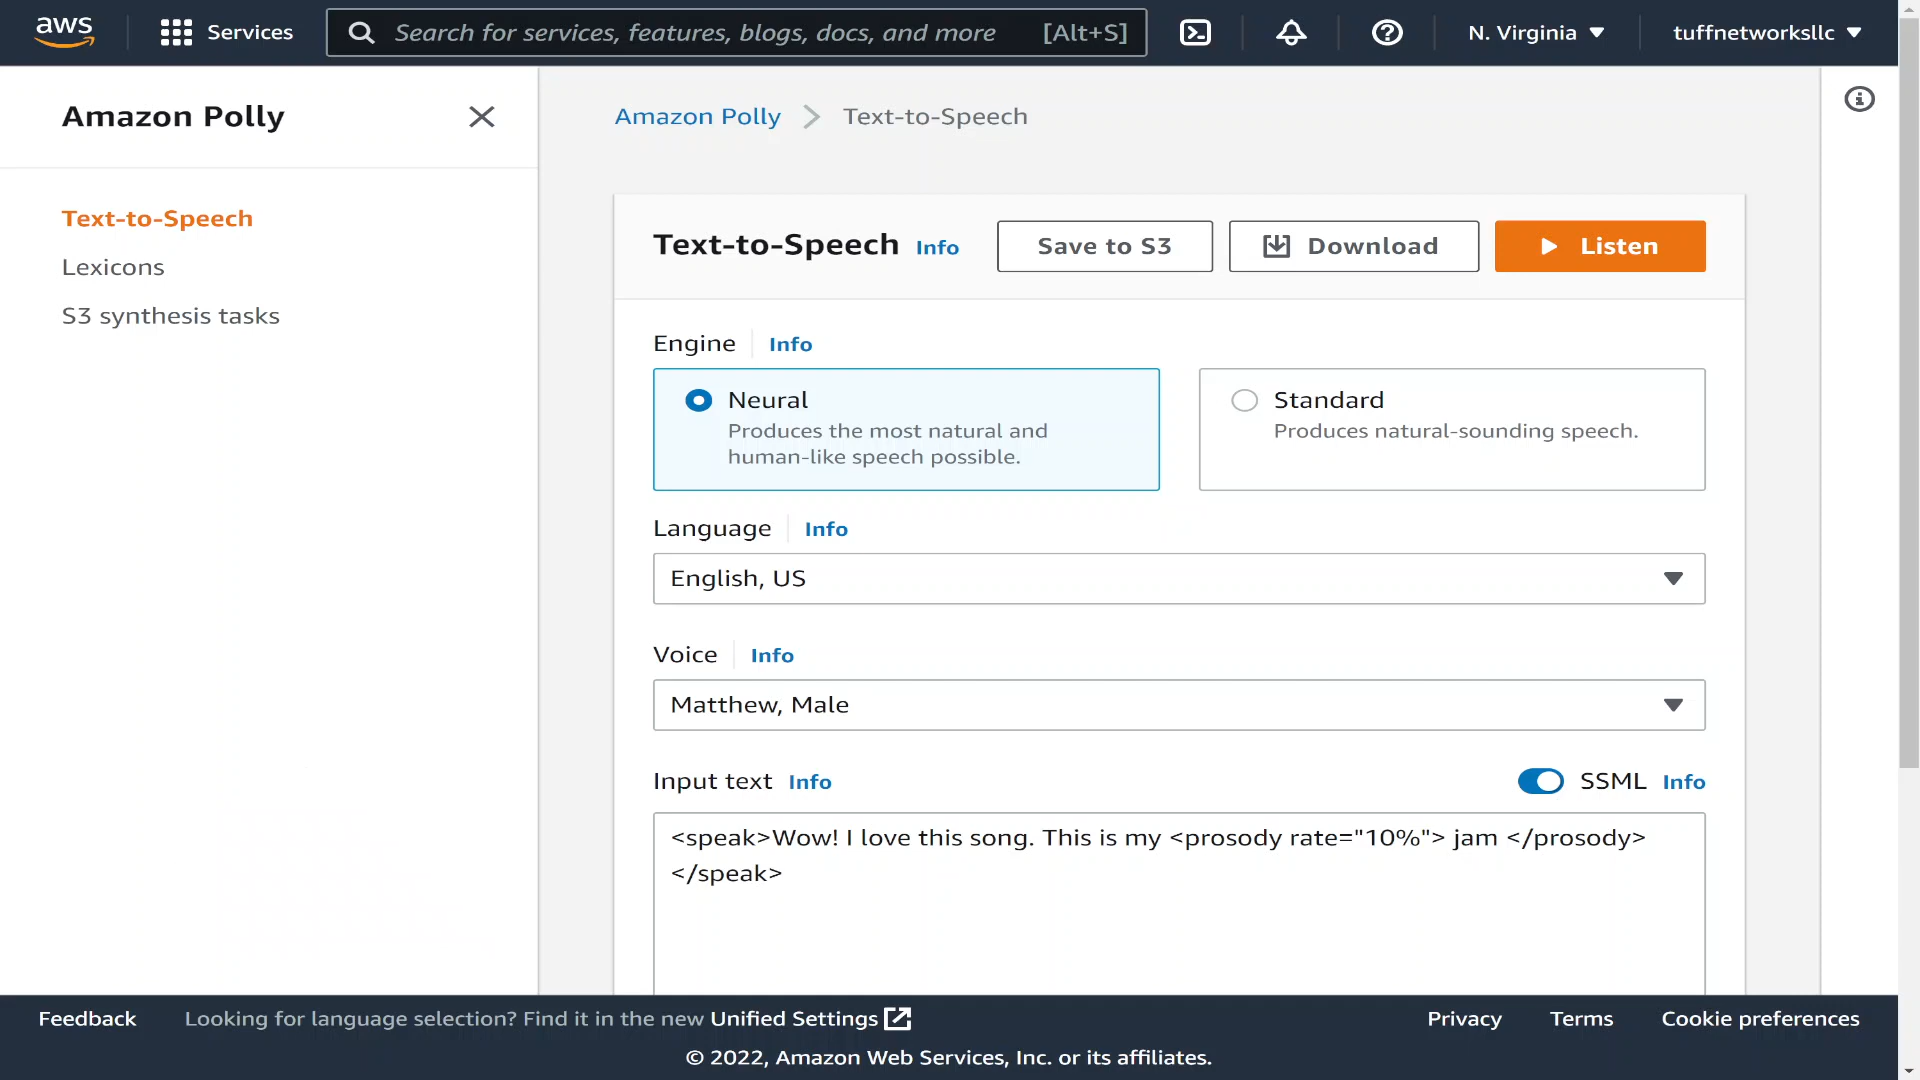 aws
Services
Search for services, features, blogs, docs, and more [Alt+S]
N. Virginia
tuffnetworksllc
Amazon Polly
Text-to-Speech
Lexicons
S3 synthesis tasks
Amazon Polly
Text-to-Speech
Text-to-Speech Info
Save to S3
Download
Listen
Engine Info
Neural
Produces the most natural and
human-like speech possible.
Standard
Produces natural-sounding speech.
Language Info
English, US
Voice Info
Matthew, Male
Input text Info
SSML Info
<speak>Wow! I love this song. This is my <prosody rate="10%"> jam </prosody>
</speak>
Feedback
Looking for language selection? Find it in the new Unified Settings
Privacy
Terms
Cookie preferences
© 2022, Amazon Web Services, Inc. or its affiliates.